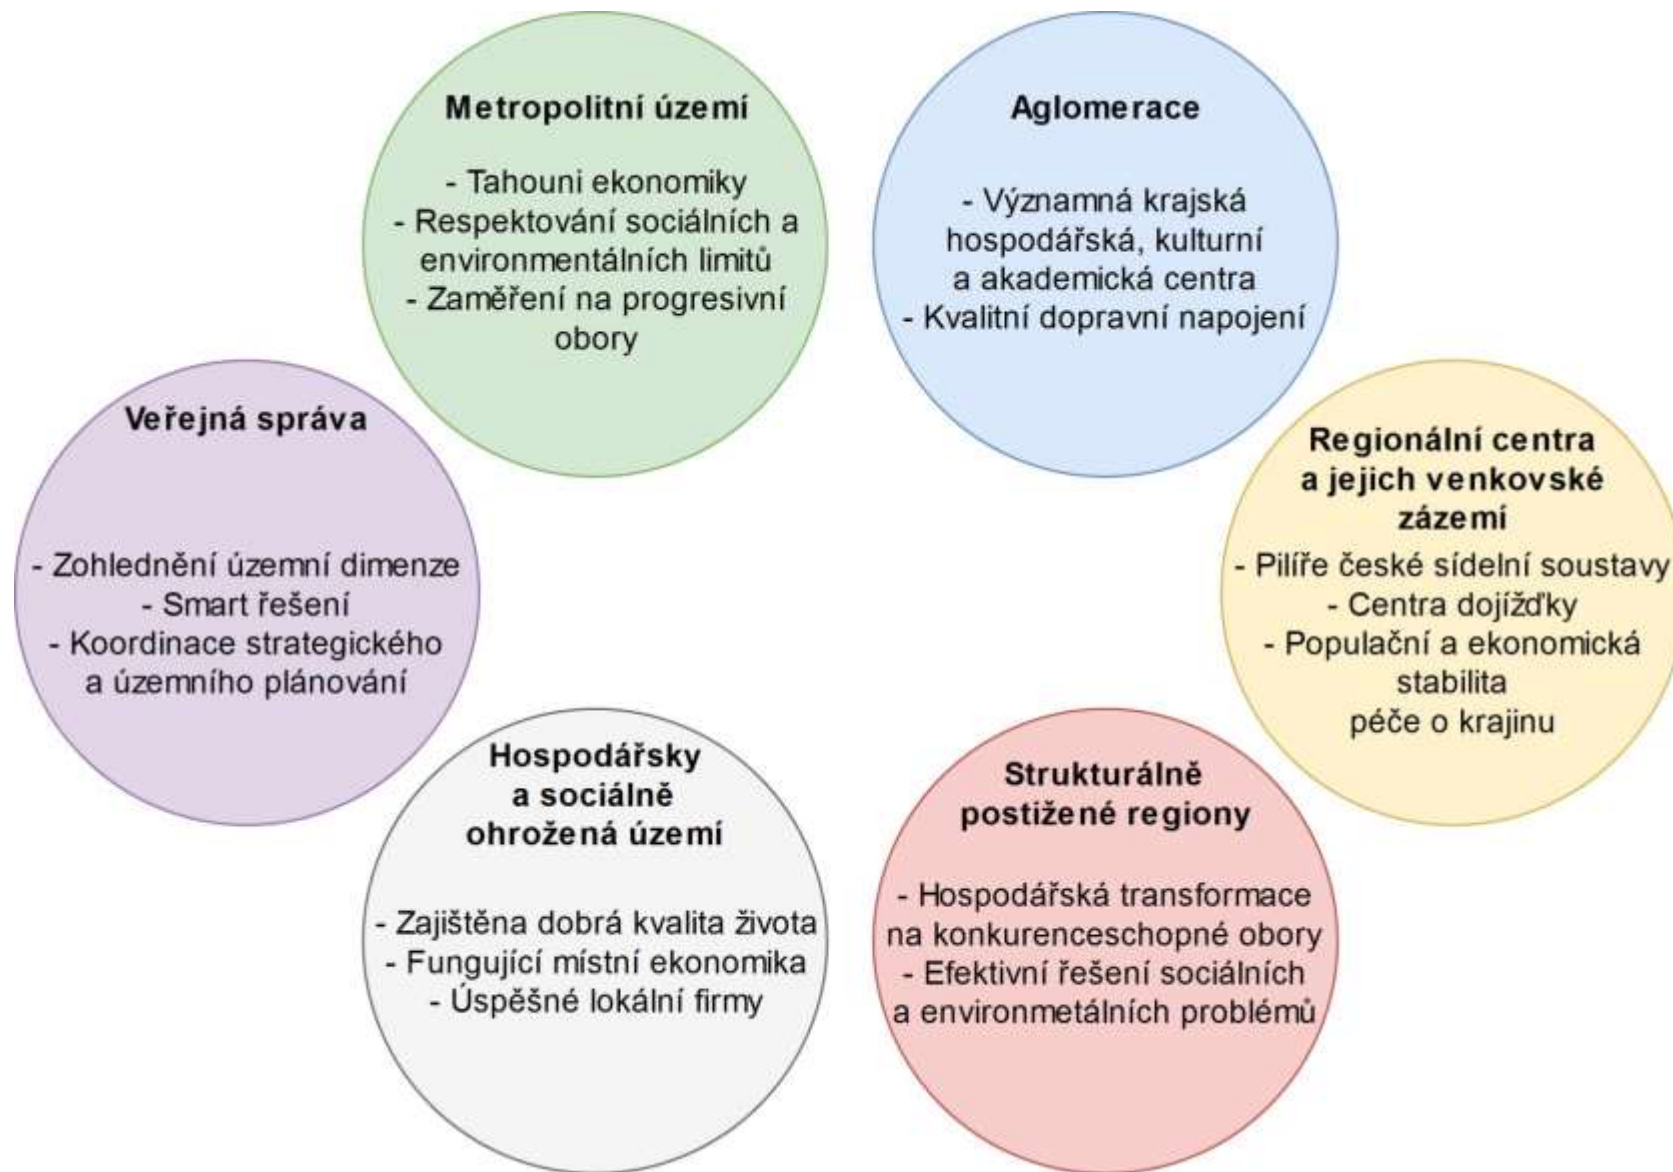 Metropolitní území
- Tahouni ekonomiky
- Respektování sociálních a
environmentálních limitů
- Zaměření na progresivní
obory
Aglomerace
- Významná krajská
hospodářská, kulturní
a akademická centra
- Kvalitní dopravní napojení
Veřejná správa
- Zohlednění územní dimenze
- Smart řešení
- Koordinace strategického
a územního plánování
Regionální centra
a jejich venkovské
zázemí
- Pilíře české sídelní soustavy
- Centra dojížďky
- Populační a ekonomická
stabilita
péče o krajinu
Hospodářsky
a sociálně
ohrožená území
- Zajištěna dobrá kvalita života
- Fungující místní ekonomika
- Úspěšné lokální firmy
Strukturálně
postižené regiony
- Hospodářská transformace
na konkurenceschopné obory
- Efektivní řešení sociálních
a environmetálních problémů